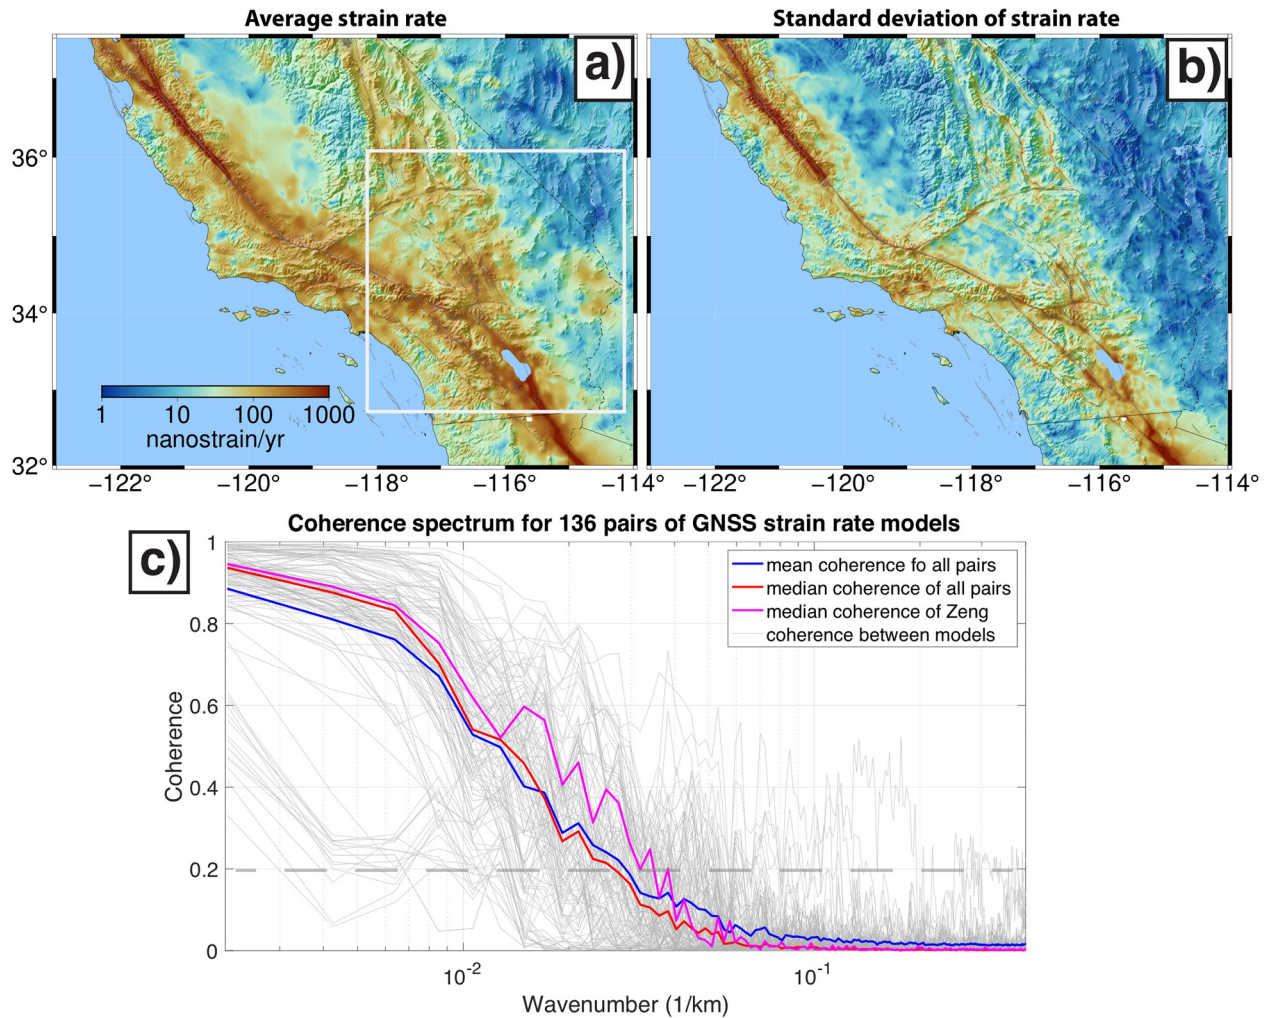 Average strain rate
Standard deviation of strain rate
a)
b)
36°
34°
32°
1 10 100 1000
nanostrain/yr
−122° −120° −118° −116° −114°
−122° −120° −118° −116° −114°
Coherence spectrum for 136 pairs of GNSS strain rate models
c)
mean coherence fo all pairs
median coherence of all pairs
median coherence of Zeng
coherence between models
1
0.8
0.6
0.4
0.2
0
Coherence
10-2 10-1
Wavenumber (1/km)